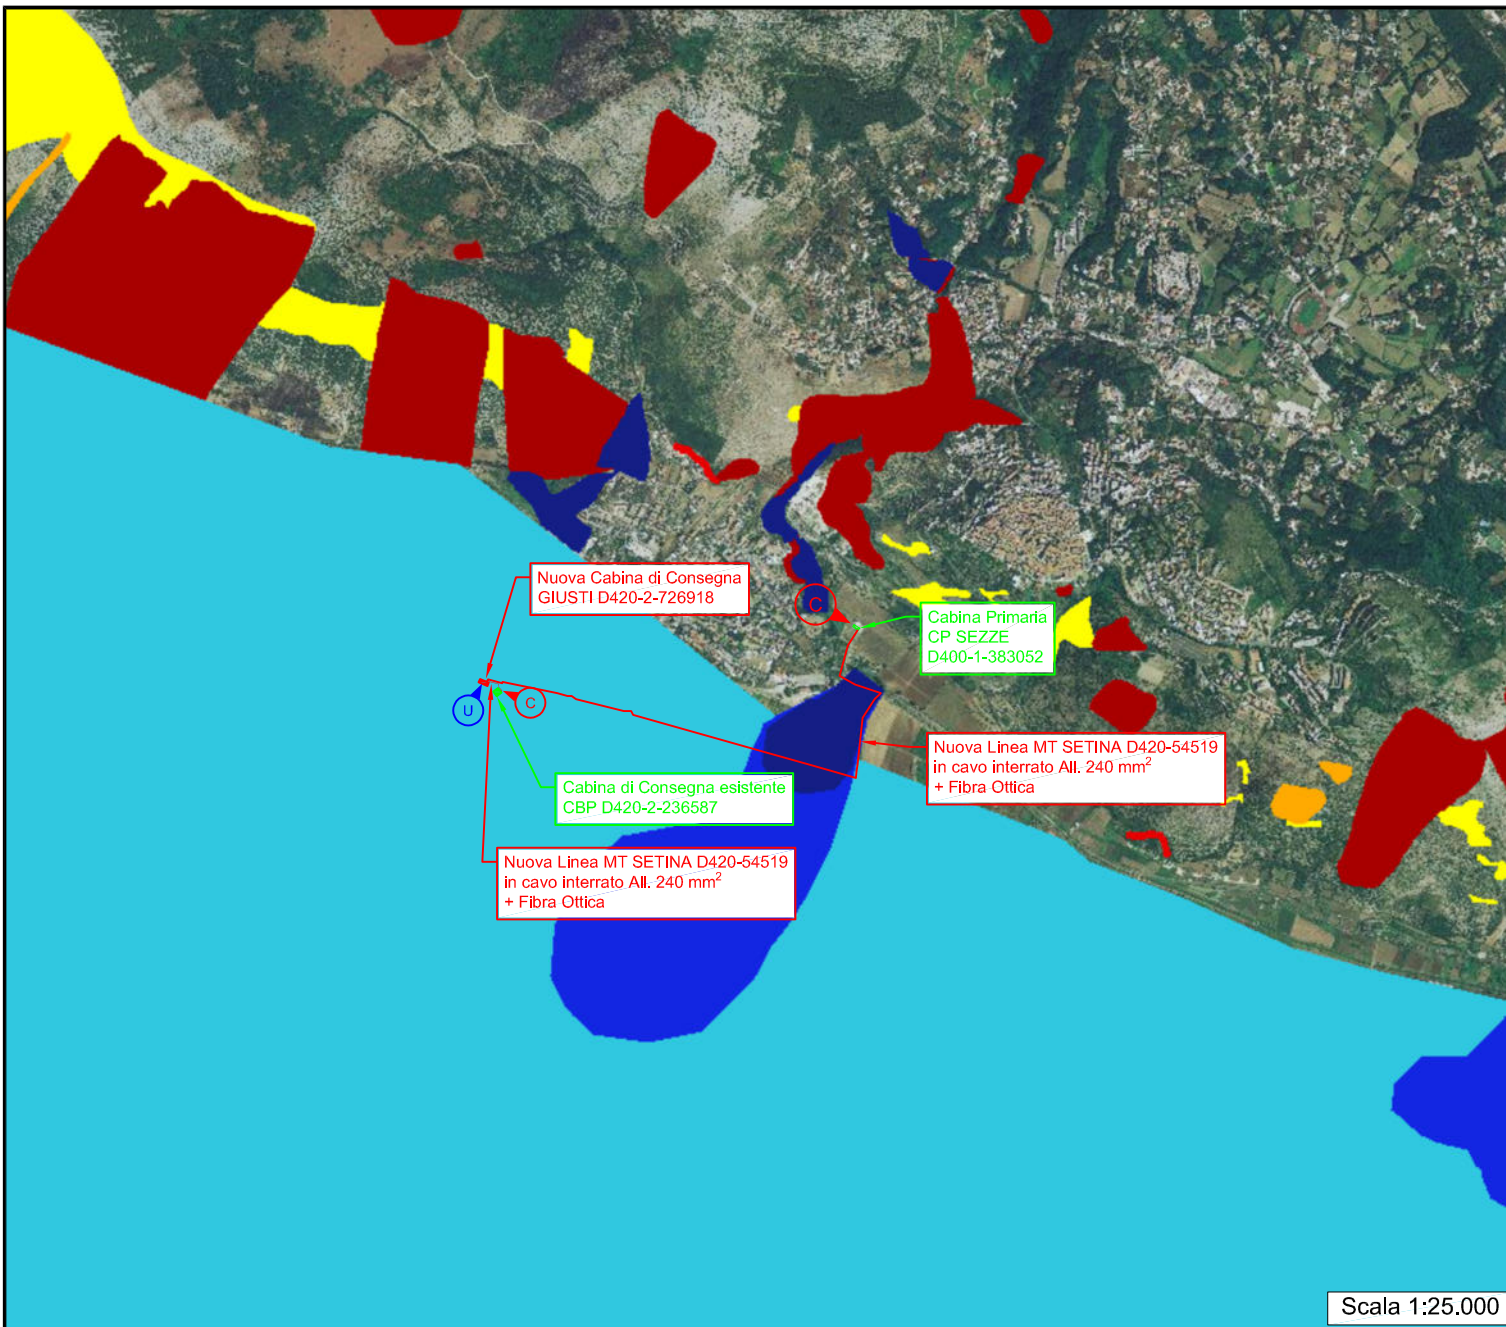 Nuova Cabina di Consegna
GIUSTI D420-2-726918
C
Cabina Primaria
CP SEZZE
D400-1-383052
U
C
Nuova Linea MT SETINA D420-54519
in cavo interrato All. 240 mm²
+ Fibra Ottica
Cabina di Consegna esistente
CBP D420-2-236587
Nuova Linea MT SETINA D420-54519
in cavo interrato All. 240 mm²
+ Fibra Ottica
Scala 1:25.000